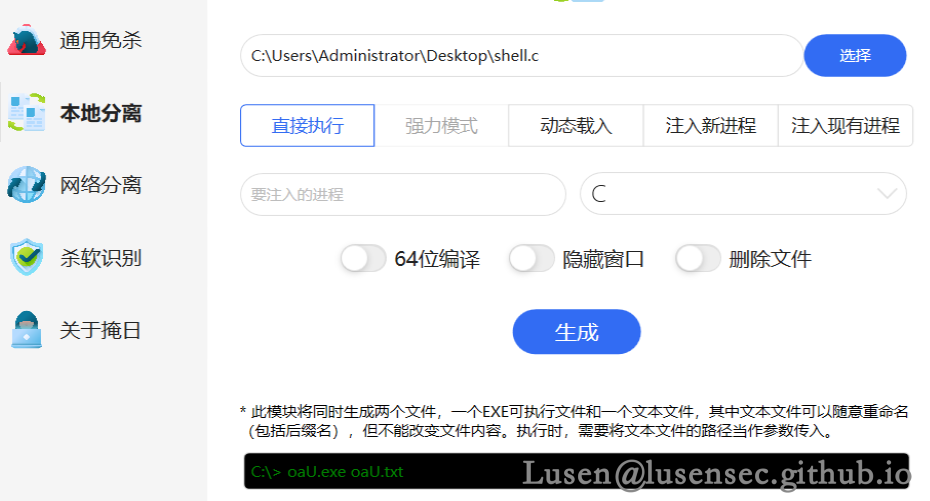 通用免杀
本地分离
网络分离
杀软识别
关于掩日
C:\Users\Administrator\Desktop\shell.c
选择
直接执行
强力模式
动态载入
注入新进程
注入现有进程
要注入的进程
C
64位编译
隐藏窗口
删除文件
生成
* 此模块将同时生成两个文件，一个EXE可执行文件和一个文本文件，其中文本文件可以随意重命名
（包括后缀名），但不能改变文件内容。执行时，需要将文本文件的路径当作参数传入。
C:\> oaU.exe oaU.txt
Lusen@lusensec.github.io